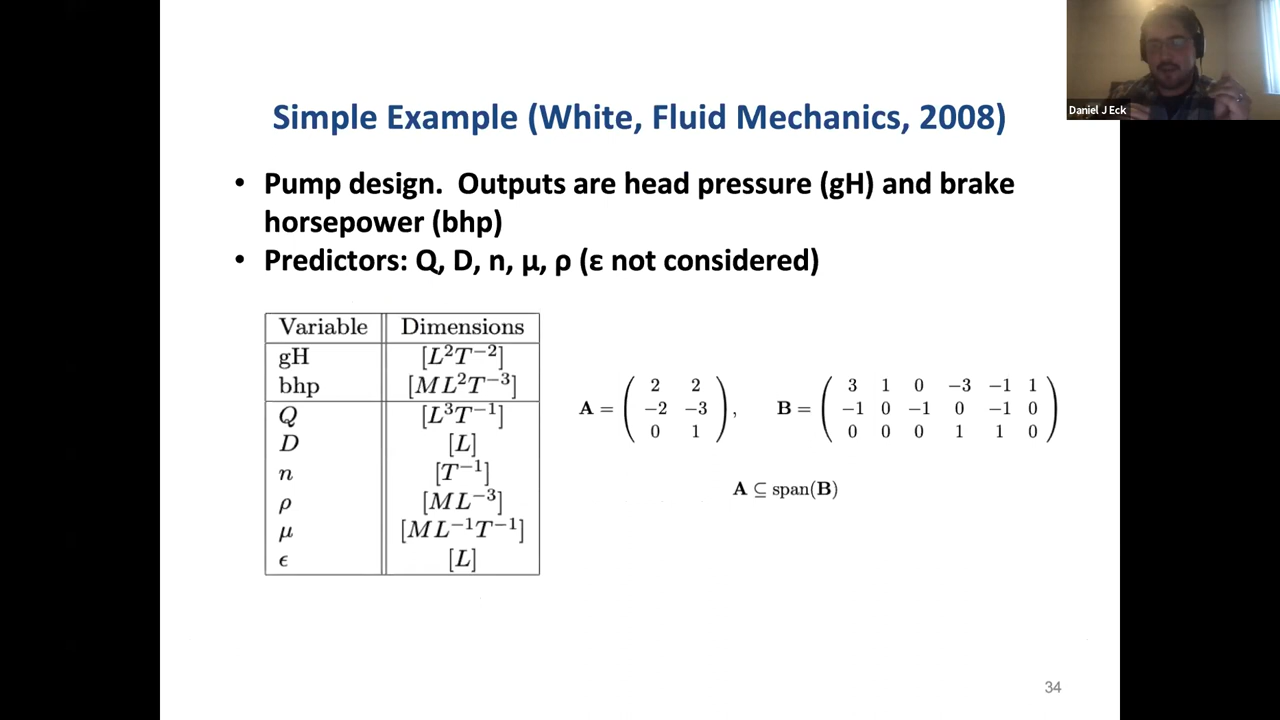 Daniel J Eck
Simple Example (White, Fluid Mechanics, 2008)
• Pump design. Outputs are head pressure (gH) and brake
horsepower (bhp)
• Predictors: Q, D, n, μ, ρ (ε not considered)
Variable Dimensions
gH [L²T⁻²]
bhp [ML²T⁻³]
Q [L³T⁻¹]
D [L]
n [T⁻¹]
ρ [ML⁻³]
μ [ML⁻¹T⁻¹]
ϵ [L]
2 2
A = ( −2 −3 ),
0 1
3 1 0 −3 −1 1
B = ( −1 0 −1 0 −1 0 )
0 0 0 1 1 0
A ⊆ span(B)
34